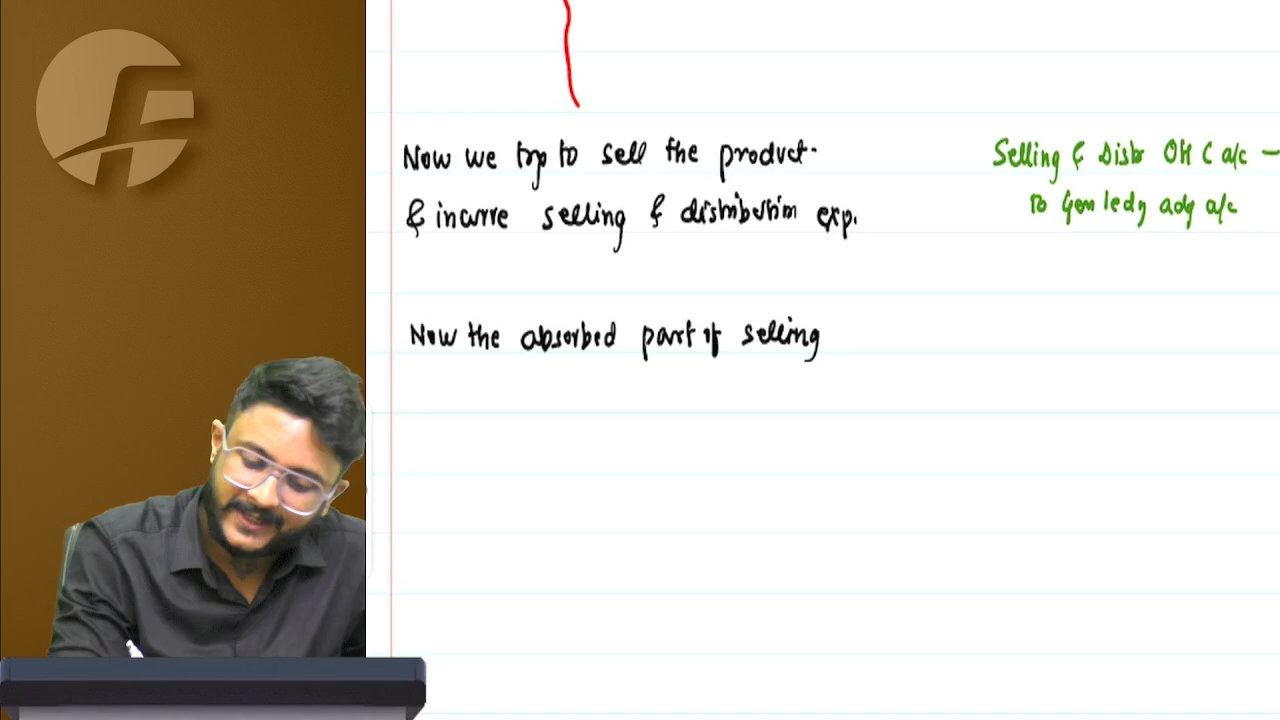 Now we try to sell the product.
& incurre selling & distribution exp.
Selling & Distr OH C a/c —
To Gen ledg adj a/c
Now the absorbed part of selling